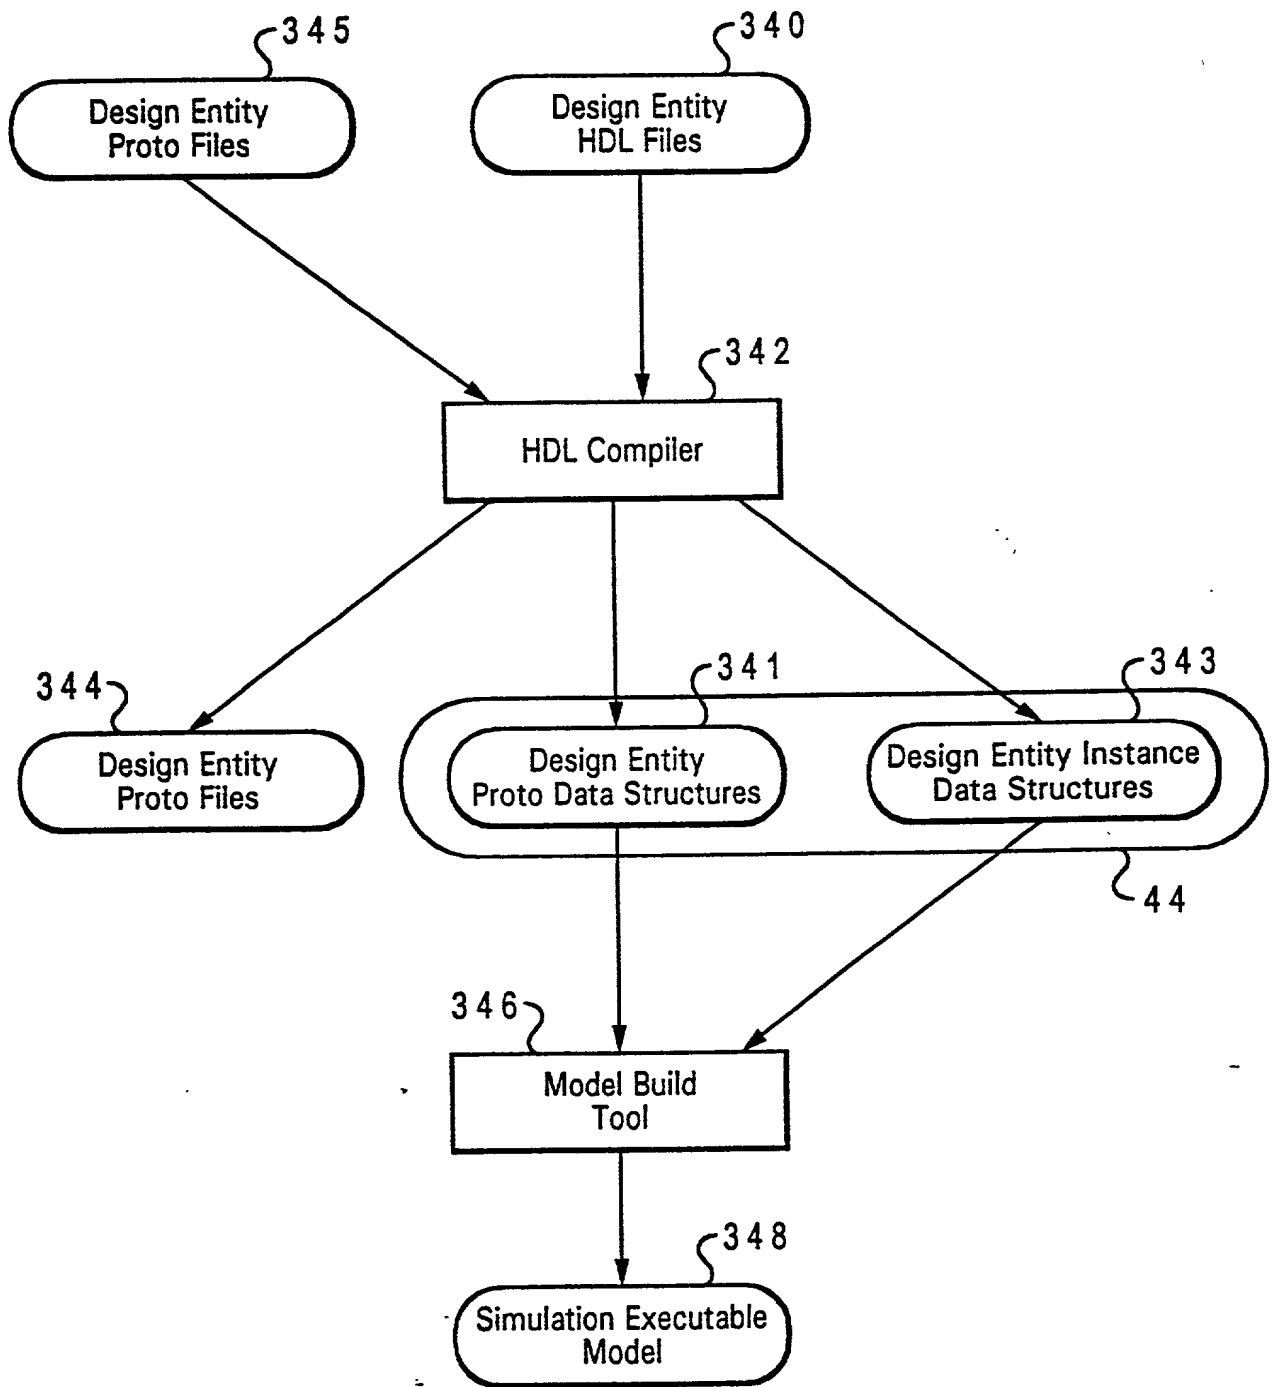 345
340
Design Entity
Proto Files
Design Entity
HDL Files
342
HDL Compiler
344
341
343
Design Entity
Proto Files
Design Entity
Proto Data Structures
Design Entity Instance
Data Structures
44
346
Model Build
Tool
348
Simulation Executable
Model